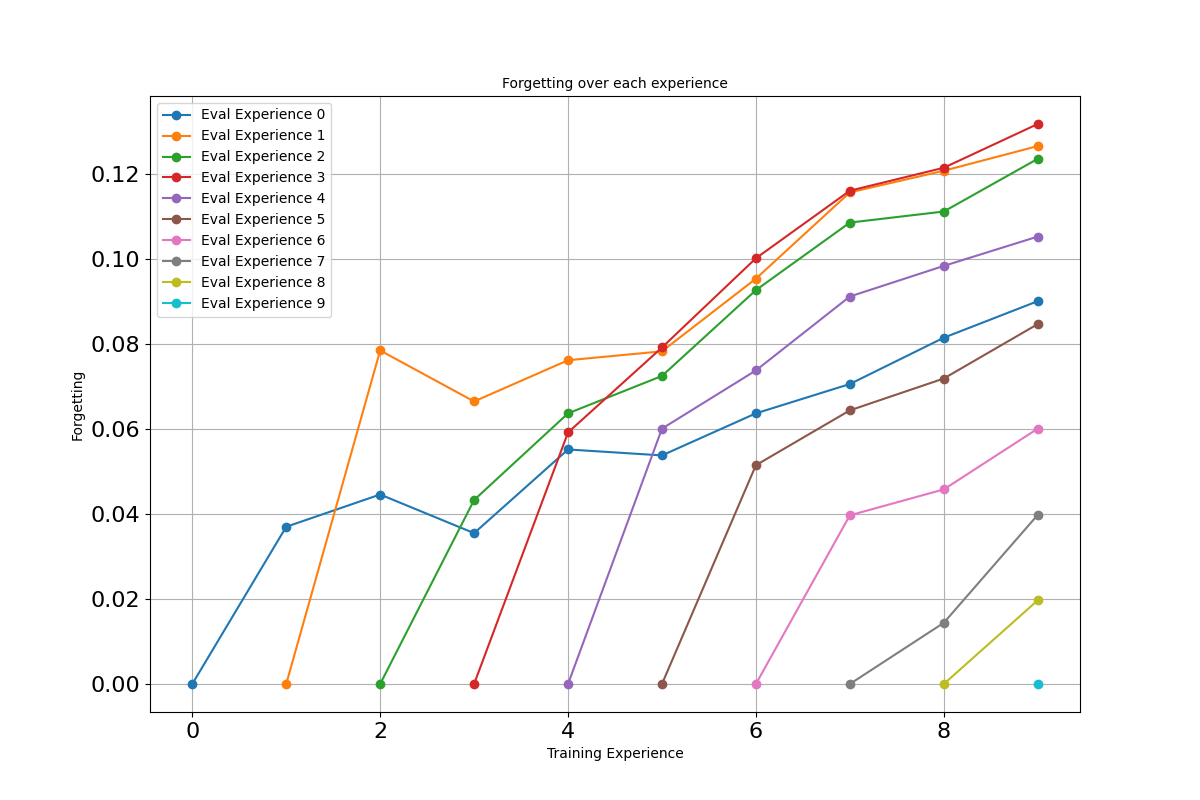 Forgetting over each experience
Eval Experience 0
Eval Experience 1
Eval Experience 2
Eval Experience 3
Eval Experience 4
Eval Experience 5
Eval Experience 6
Eval Experience 7
Eval Experience 8
Eval Experience 9
0.12
0.10
0.08
0.06
0.04
0.02
0.00
Forgetting
0 2 4 6 8
Training Experience